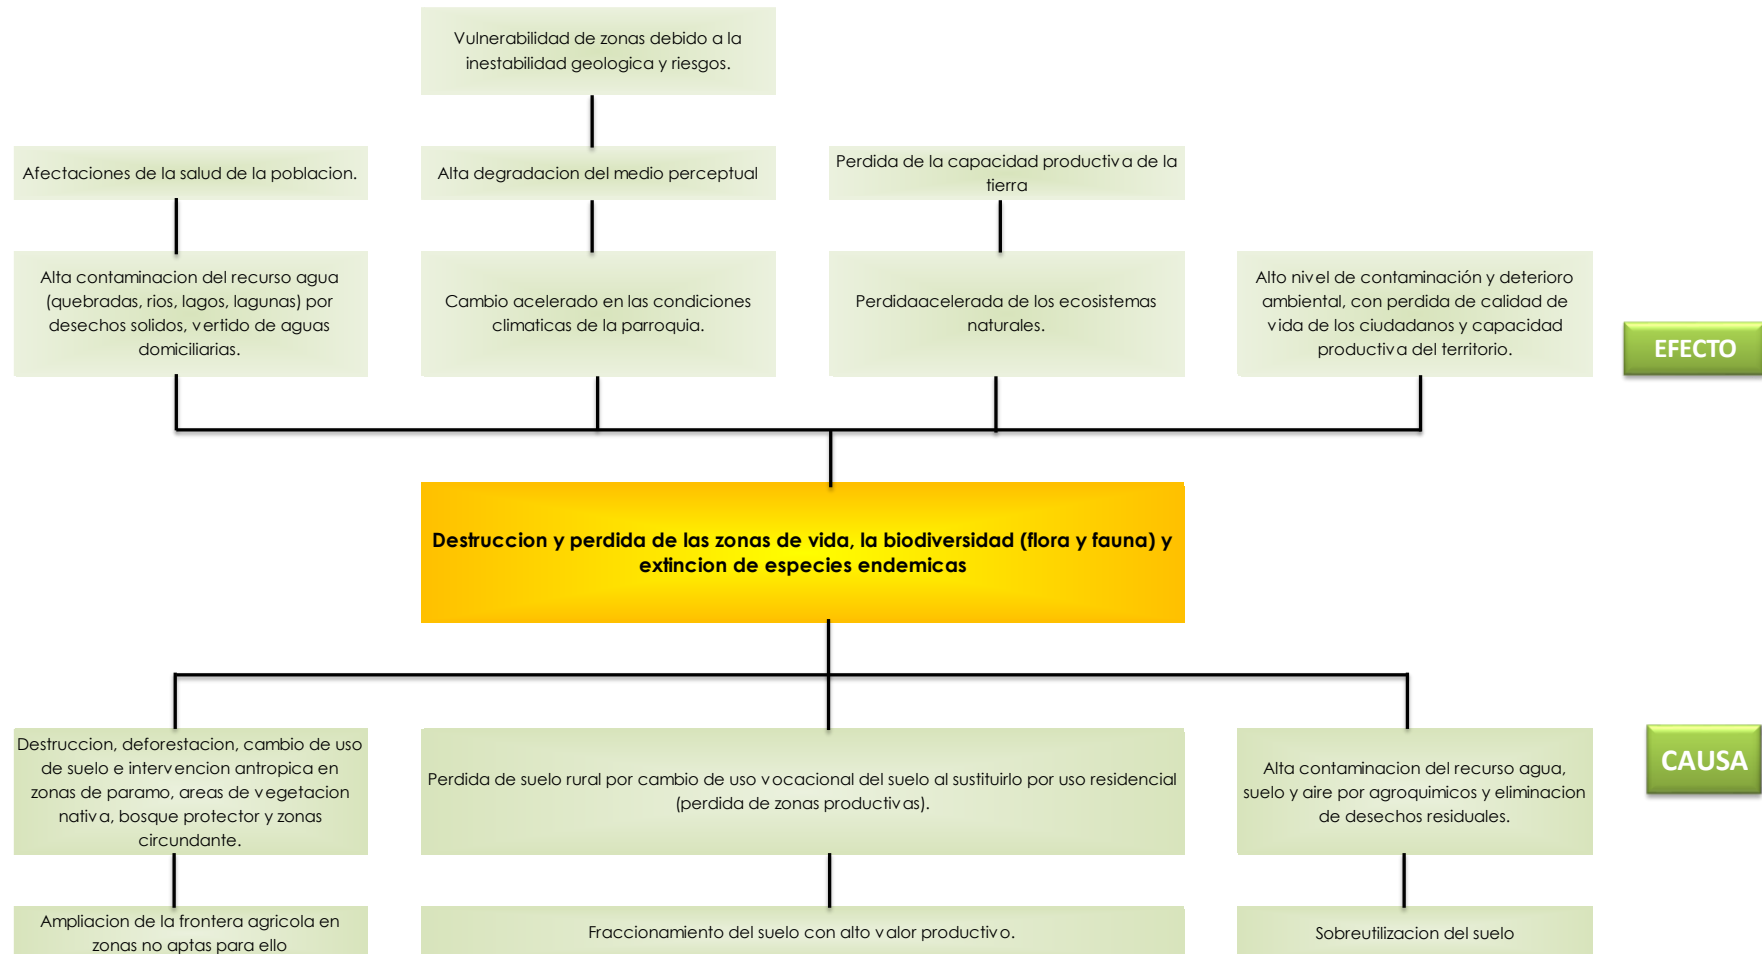 Vulnerabilidad de zonas debido a la
inestabilidad geologica y riesgos.
Afectaciones de la salud de la poblacion.
Alta degradacion del medio perceptual
Perdida de la capacidad productiva de la
tierra
Alta contaminacion del recurso agua
(quebradas, rios, lagos, lagunas) por
desechos solidos, vertido de aguas
domiciliarias.
Cambio acelerado en las condiciones
climaticas de la parroquia.
Perdidaacelerada de los ecosistemas
naturales.
Alto nivel de contaminación y deterioro
ambiental, con perdida de calidad de
vida de los ciudadanos y capacidad
productiva del territorio.
EFECTO
Destruccion y perdida de las zonas de vida, la biodiversidad (flora y fauna) y
extincion de especies endemicas
Destruccion, deforestacion, cambio de uso
de suelo e intervencion antropica en
zonas de paramo, areas de vegetacion
nativa, bosque protector y zonas
circundante.
Perdida de suelo rural por cambio de uso vocacional del suelo al sustituirlo por uso residencial
(perdida de zonas productivas).
Alta contaminacion del recurso agua,
suelo y aire por agroquimicos y eliminacion
de desechos residuales.
CAUSA
Ampliacion de la frontera agricola en
zonas no aptas para ello
Fraccionamiento del suelo con alto valor productivo.
Sobreutilizacion del suelo